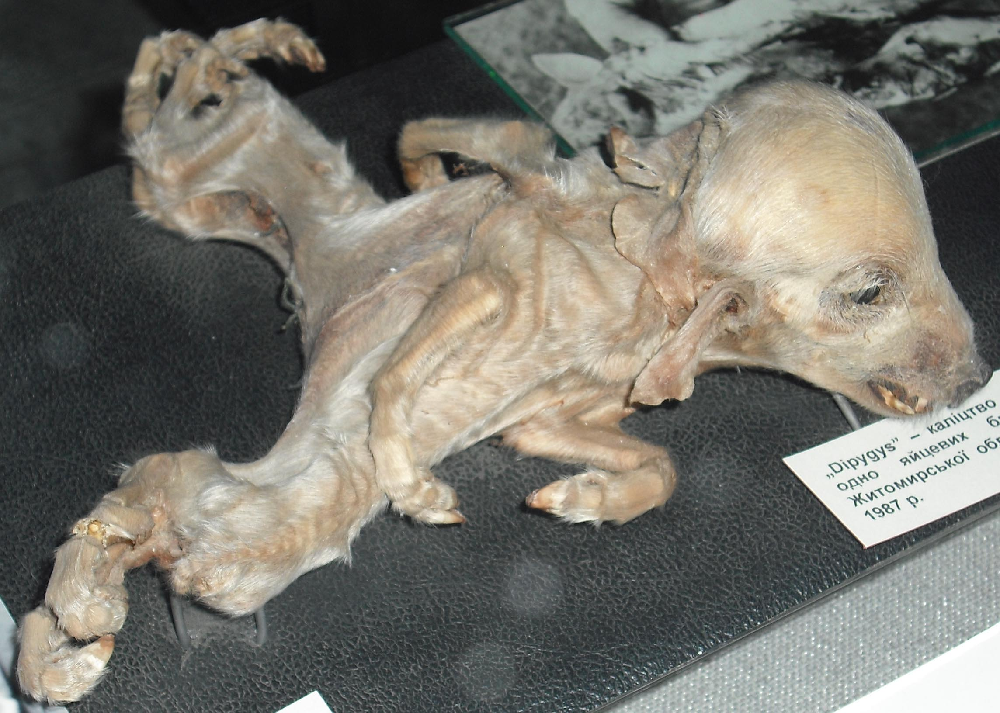 „Dipygys” – каліцтво
одно яйцевих
Житомирської
1987 р.